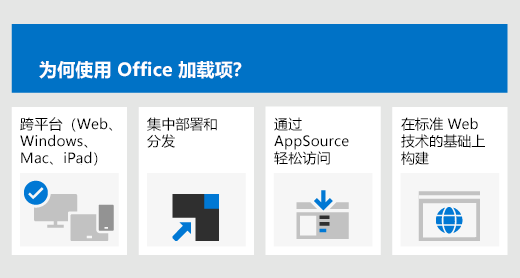 为何使用 Office 加载项?
跨平台（Web、
Windows、
Mac、iPad）
集中部署和
分发
通过
AppSource
轻松访问
在标准 Web
技术的基础上
构建